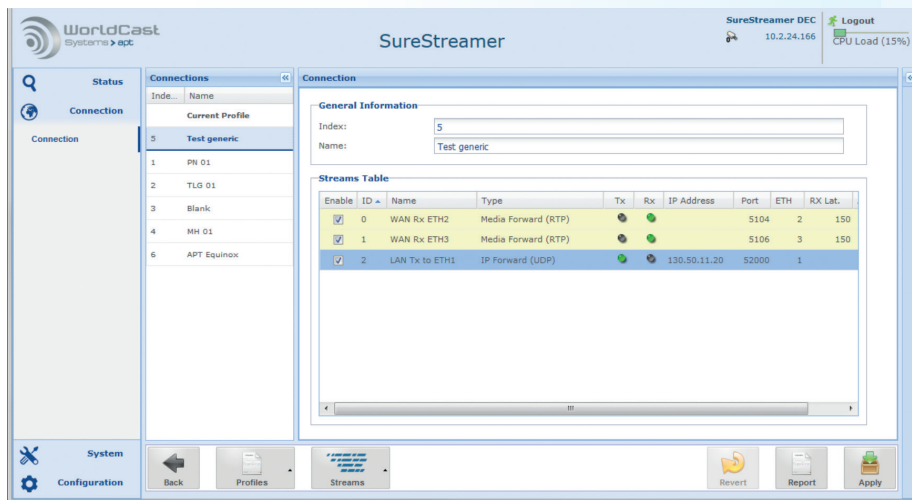 WorldCast
Systems > apt
SureStreamer
SureStreamer DEC
10.2.24.166
Logout
CPU Load (15%)
Status
Connection
Connection
Connections
Inde... Name
Current Profile
5 Test generic
1 PN 01
2 TLG 01
3 Blank
4 MH 01
6 APT Equinox
Connection
General Information
Index: 5
Name: Test generic
Streams Table
Enable ID Name Type Tx Rx IP Address Port ETH RX Lat.
0 WAN Rx ETH2 Media Forward (RTP) 5104 2 150
1 WAN Rx ETH3 Media Forward (RTP) 5106 3 150
2 LAN Tx to ETH1 IP Forward (UDP) 130.50.11.20 52000 1
System
Configuration
Back
Profiles
Streams
Revert
Report
Apply